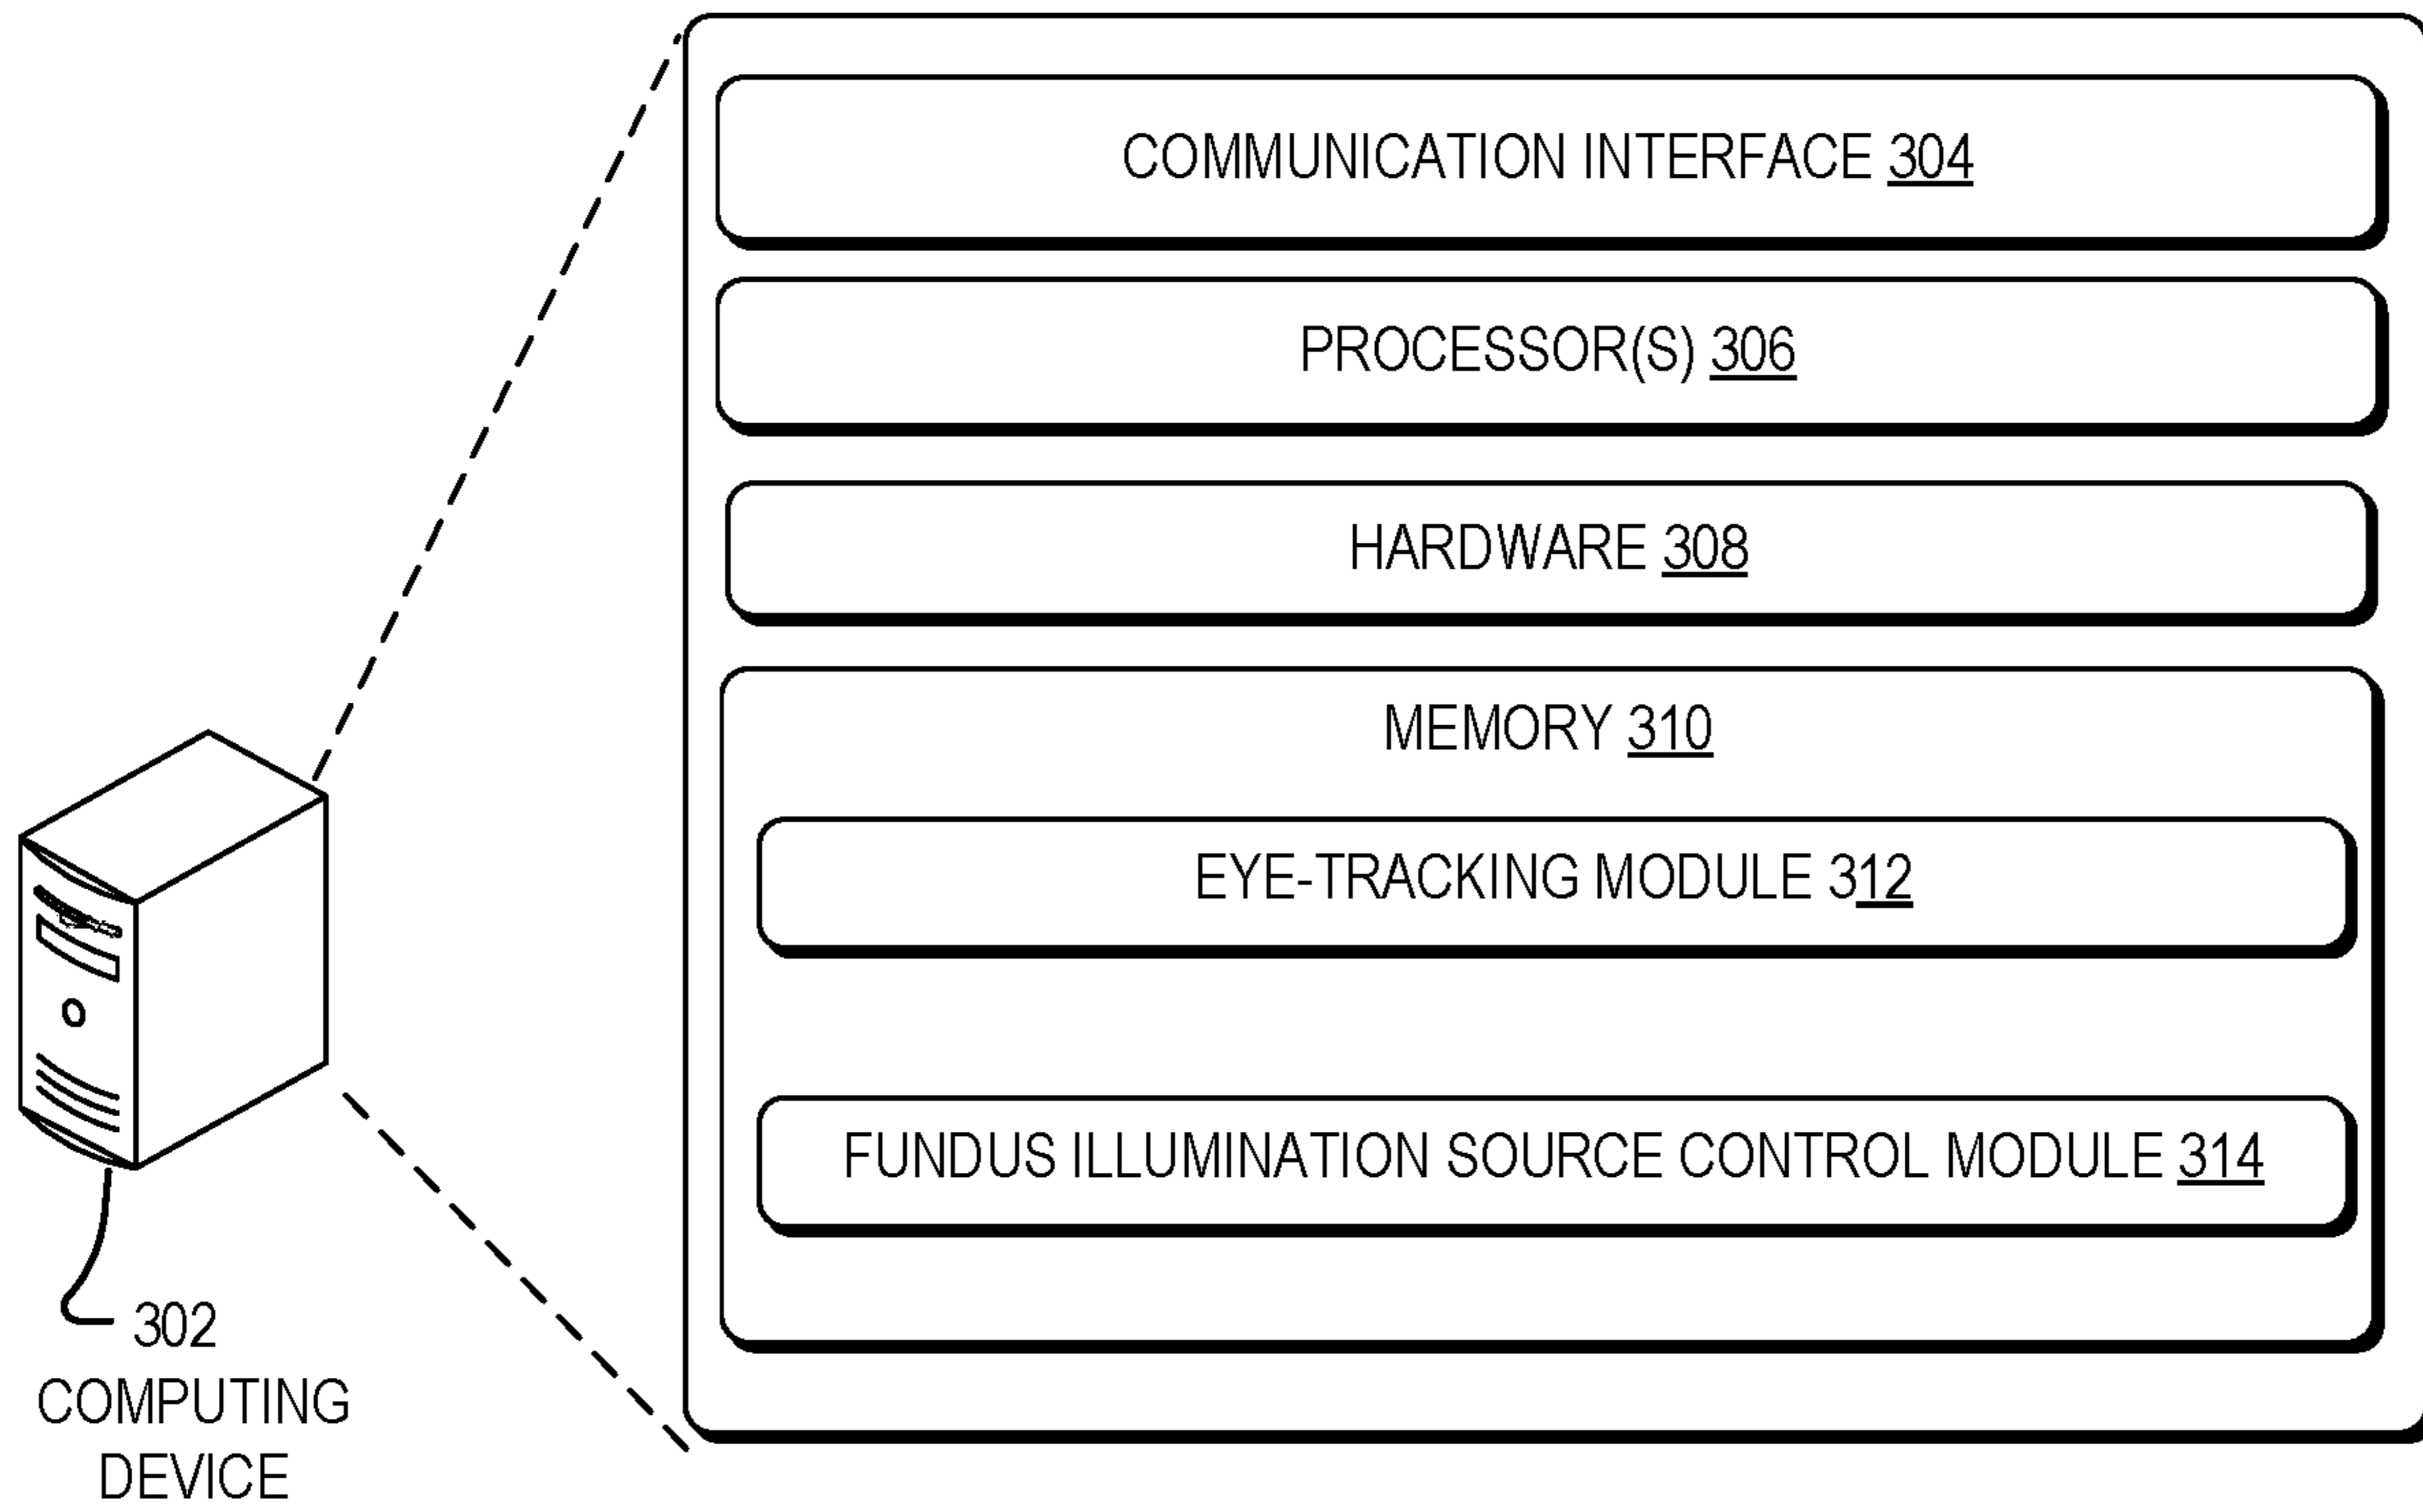 COMMUNICATION INTERFACE 304
PROCESSOR(S) 306
HARDWARE 308
MEMORY 310
EYE-TRACKING MODULE 312
FUNDUS ILLUMINATION SOURCE CONTROL MODULE 314
302
COMPUTING
DEVICE